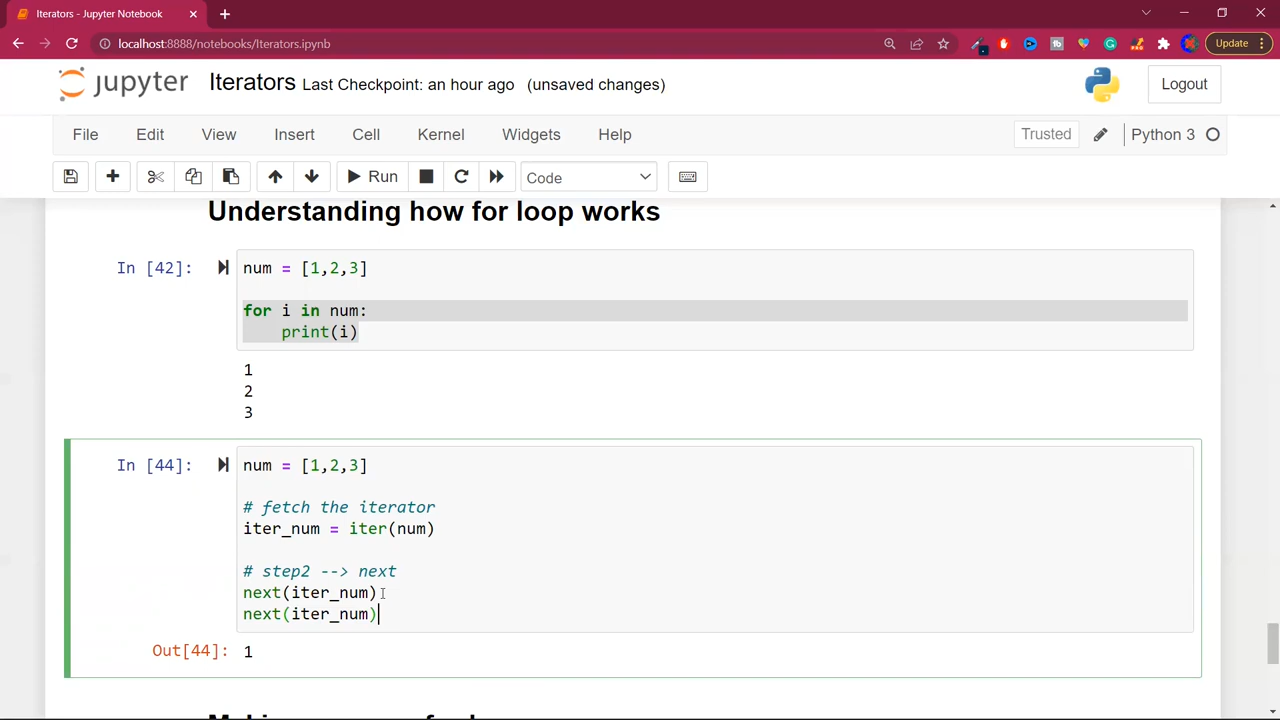 Iterators - Jupyter Notebook
localhost:8888/notebooks/Iterators.ipynb
Update
jupyter Iterators Last Checkpoint: an hour ago (unsaved changes)
Logout
File Edit View Insert Cell Kernel Widgets Help
Trusted Python 3
Run Code
Understanding how for loop works
In [42]: num = [1,2,3]
for i in num:
print(i)
1
2
3
In [44]: num = [1,2,3]
# fetch the iterator
iter_num = iter(num)
# step2 --> next
next(iter_num)
next(iter_num)
Out[44]: 1